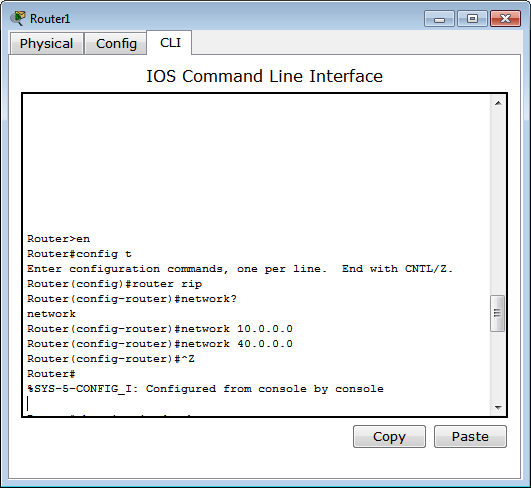 Router1
Physical Config CLI
IOS Command Line Interface
Router>en
Router#config t
Enter configuration commands, one per line.  End with CNTL/Z.
Router(config)#router rip
Router(config-router)#network?
network
Router(config-router)#network 10.0.0.0
Router(config-router)#network 40.0.0.0
Router(config-router)#^Z
Router#
%SYS-5-CONFIG_I: Configured from console by console
Copy Paste